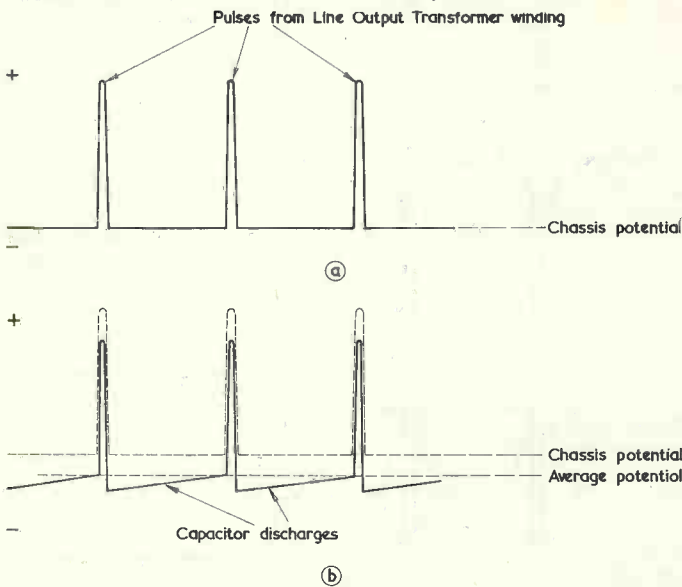 Pulses from Line Output Transformer winding
+
Chassis potential
−
a
+
Chassis potential
Average potential
Capacitor discharges
−
b